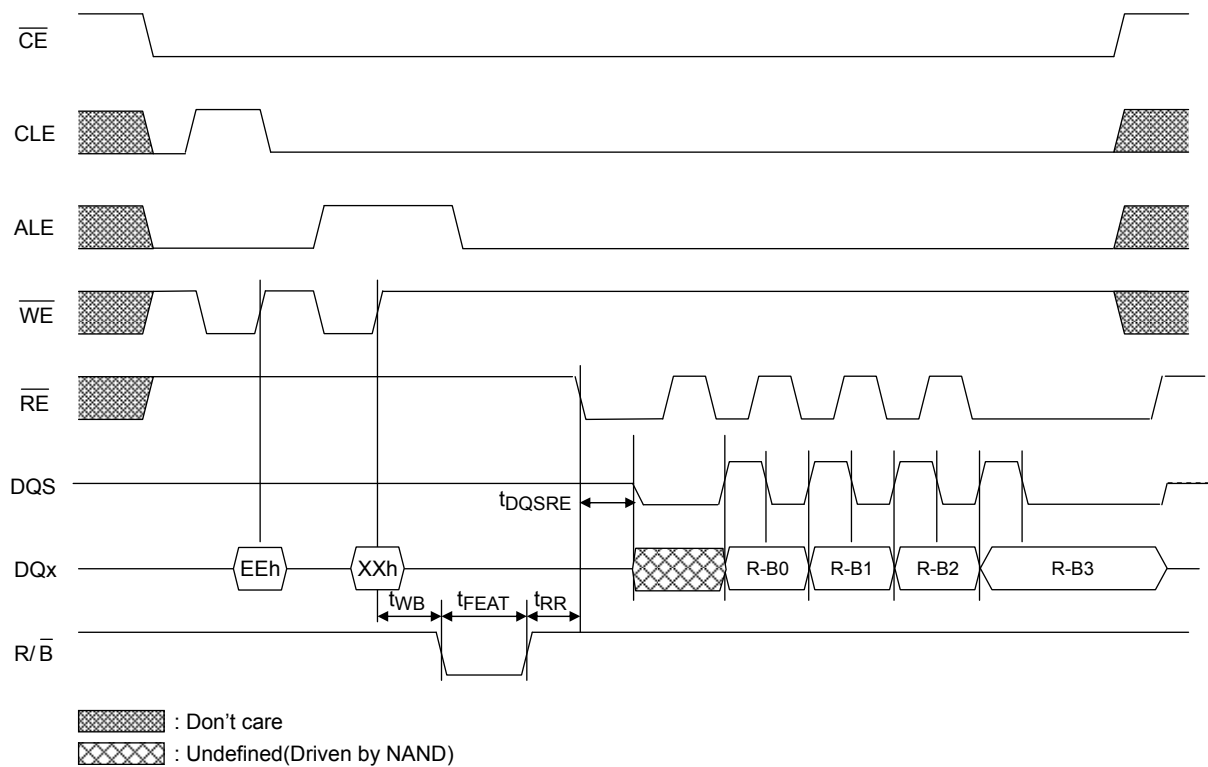 CE
CLE
ALE
WE
RE
DQS
tDQSRE
DQx
EEh
XXh
R-B0
R-B1
R-B2
R-B3
tWB
tFEAT
tRR
R/B
: Don't care
: Undefined(Driven by NAND)